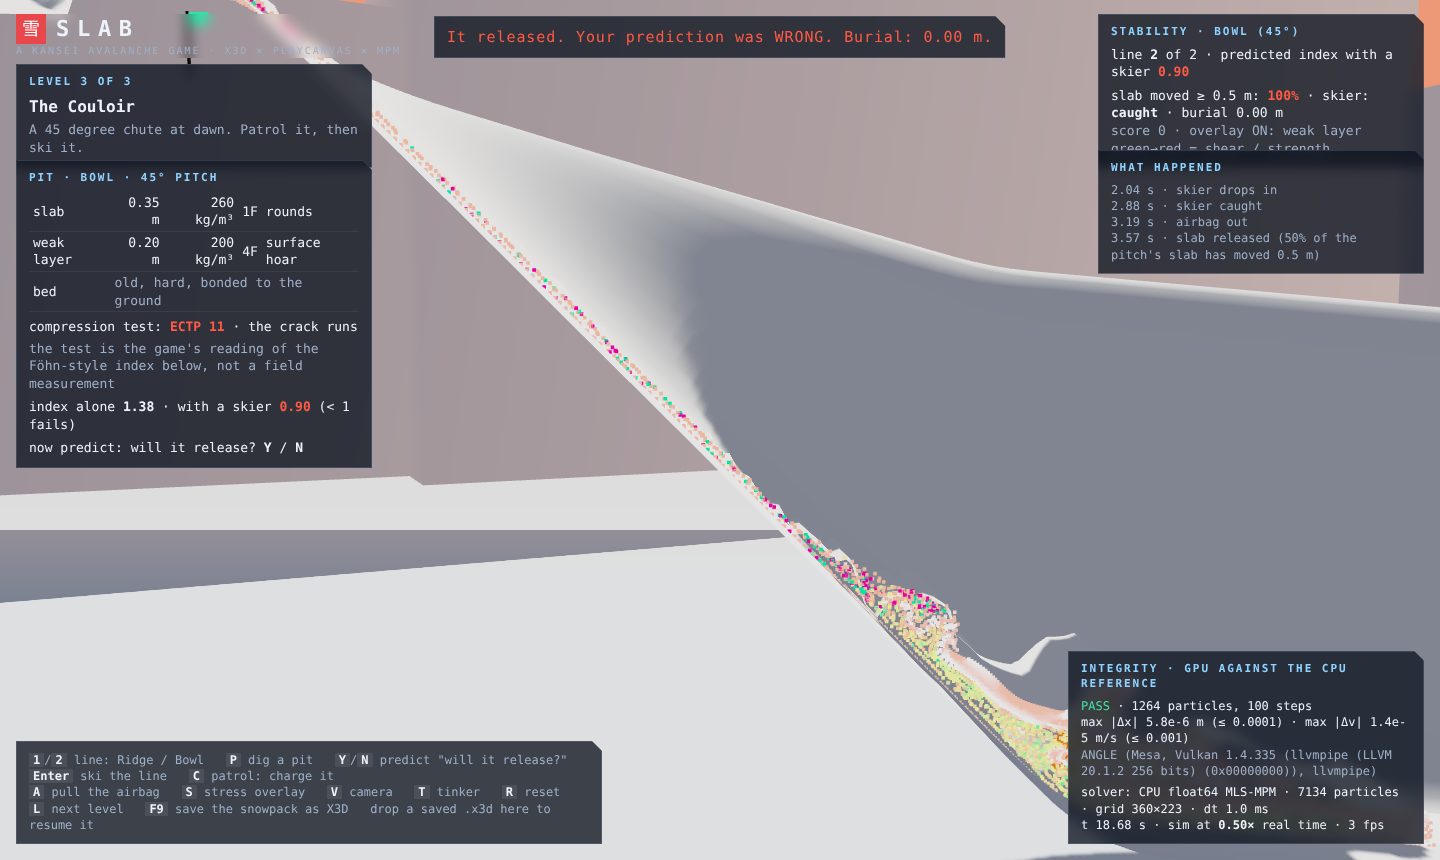 雪 SLAB
A KANSEI AVALANCHE GAME · X3D × PLAYCANVAS × MPM
It released. Your prediction was WRONG. Burial: 0.00 m.
LEVEL 3 OF 3
The Couloir
A 45 degree chute at dawn. Patrol it, then
ski it.
PIT · BOWL · 45° PITCH
slab 0.35 m 260 kg/m³ 1F rounds
weak layer 0.20 m 200 kg/m³ 4F surface hoar
bed old, hard, bonded to the
ground
compression test: ECTP 11 · the crack runs
the test is the game's reading of the
Föhn-style index below, not a field
measurement
index alone 1.38 · with a skier 0.90 (< 1
fails)
now predict: will it release? Y / N
STABILITY · BOWL (45°)
line 2 of 2 · predicted index with a
skier 0.90
slab moved ≥ 0.5 m: 100% · skier:
caught · burial 0.00 m
score 0 · overlay ON: weak layer
green→red = shear / strength
WHAT HAPPENED
2.04 s · skier drops in
2.88 s · skier caught
3.19 s · airbag out
3.57 s · slab released (50% of the
pitch's slab has moved 0.5 m)
1/2 line: Ridge / Bowl P dig a pit Y/N predict "will it release?"
Enter ski the line C patrol: charge it
A pull the airbag S stress overlay V camera T tinker R reset
L next level F9 save the snowpack as X3D drop a saved .x3d here to
resume it
INTEGRITY · GPU AGAINST THE CPU
REFERENCE
PASS · 1264 particles, 100 steps
max |Δx| 5.8e-6 m (≤ 0.0001) · max |Δv| 1.4e-
5 m/s (≤ 0.001)
ANGLE (Mesa, Vulkan 1.4.335 (llvmpipe (LLVM
20.1.2 256 bits) (0x00000000)), llvmpipe)
solver: CPU float64 MLS-MPM · 7134 particles
· grid 360×223 · dt 1.0 ms
t 18.68 s · sim at 0.50× real time · 3 fps